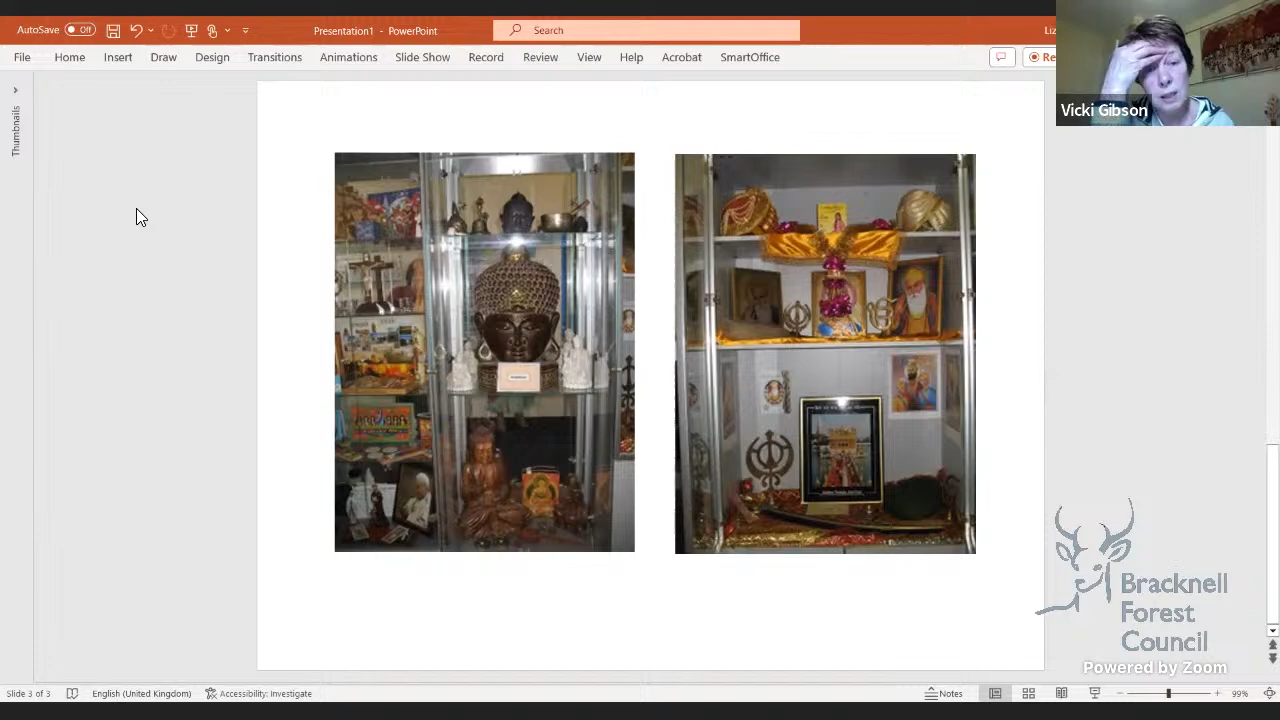 AutoSave Off
Presentation1 - PowerPoint
Search
Liz
File Home Insert Draw Design Transitions Animations Slide Show Record Review View Help Acrobat SmartOffice
Re
Vicki Gibson
Thumbnails
Bracknell
Forest
Council
Powered by Zoom
Slide 3 of 3
English (United Kingdom)
Accessibility: Investigate
Notes
99%